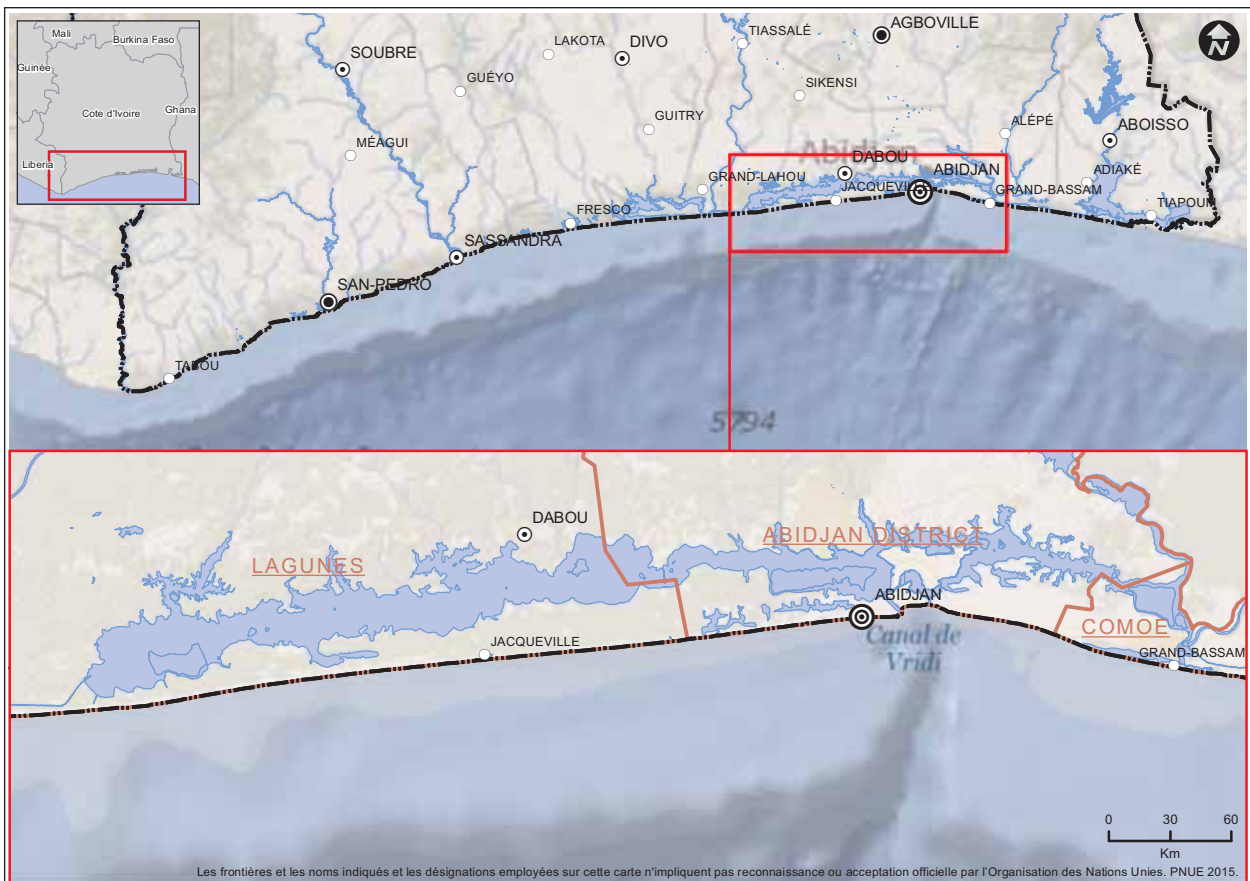 Mali
Burkina Faso
Guinée
Cote d'Ivoire
Ghana
Liberia
N
SOUBRE
LAKOTA
DIVO
TIASSALÉ
AGBOVILLE
GUÉYO
SIKENSI
GUITRY
ALÉPÉ
ABOISSO
MÉAGUI
Abidjan
DABOU
ABIDJAN
ADIAKÉ
GRAND-LAHOU
JACQUEVILLE
GRAND-BASSAM
TIAPOUM
FRESCO
SASSANDRA
SAN-PEDRO
TABOU
5794
DABOU
ABIDJAN DISTRICT
LAGUNES
ABIDJAN
COMOE
Canal de
Vridi
JACQUEVILLE
GRAND-BASSAM
0 30 60
Km
Les frontières et les noms indiqués et les désignations employées sur cette carte n'impliquent pas reconnaissance ou acceptation officielle par l'Organisation des Nations Unies. PNUE 2015.